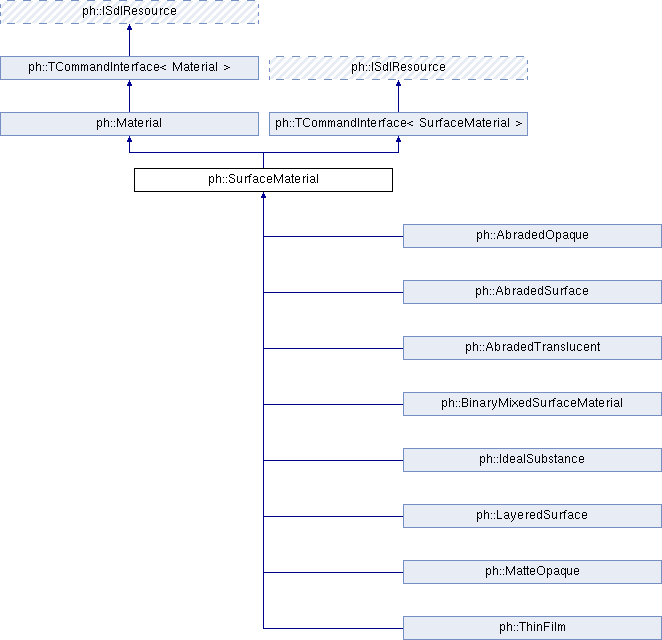 ph::ISdlResource
ph::TCommandInterface< Material >
ph::ISdlResource
ph::Material
ph::TCommandInterface< SurfaceMaterial >
ph::SurfaceMaterial
ph::AbradedOpaque
ph::AbradedSurface
ph::AbradedTranslucent
ph::BinaryMixedSurfaceMaterial
ph::IdealSubstance
ph::LayeredSurface
ph::MatteOpaque
ph::ThinFilm